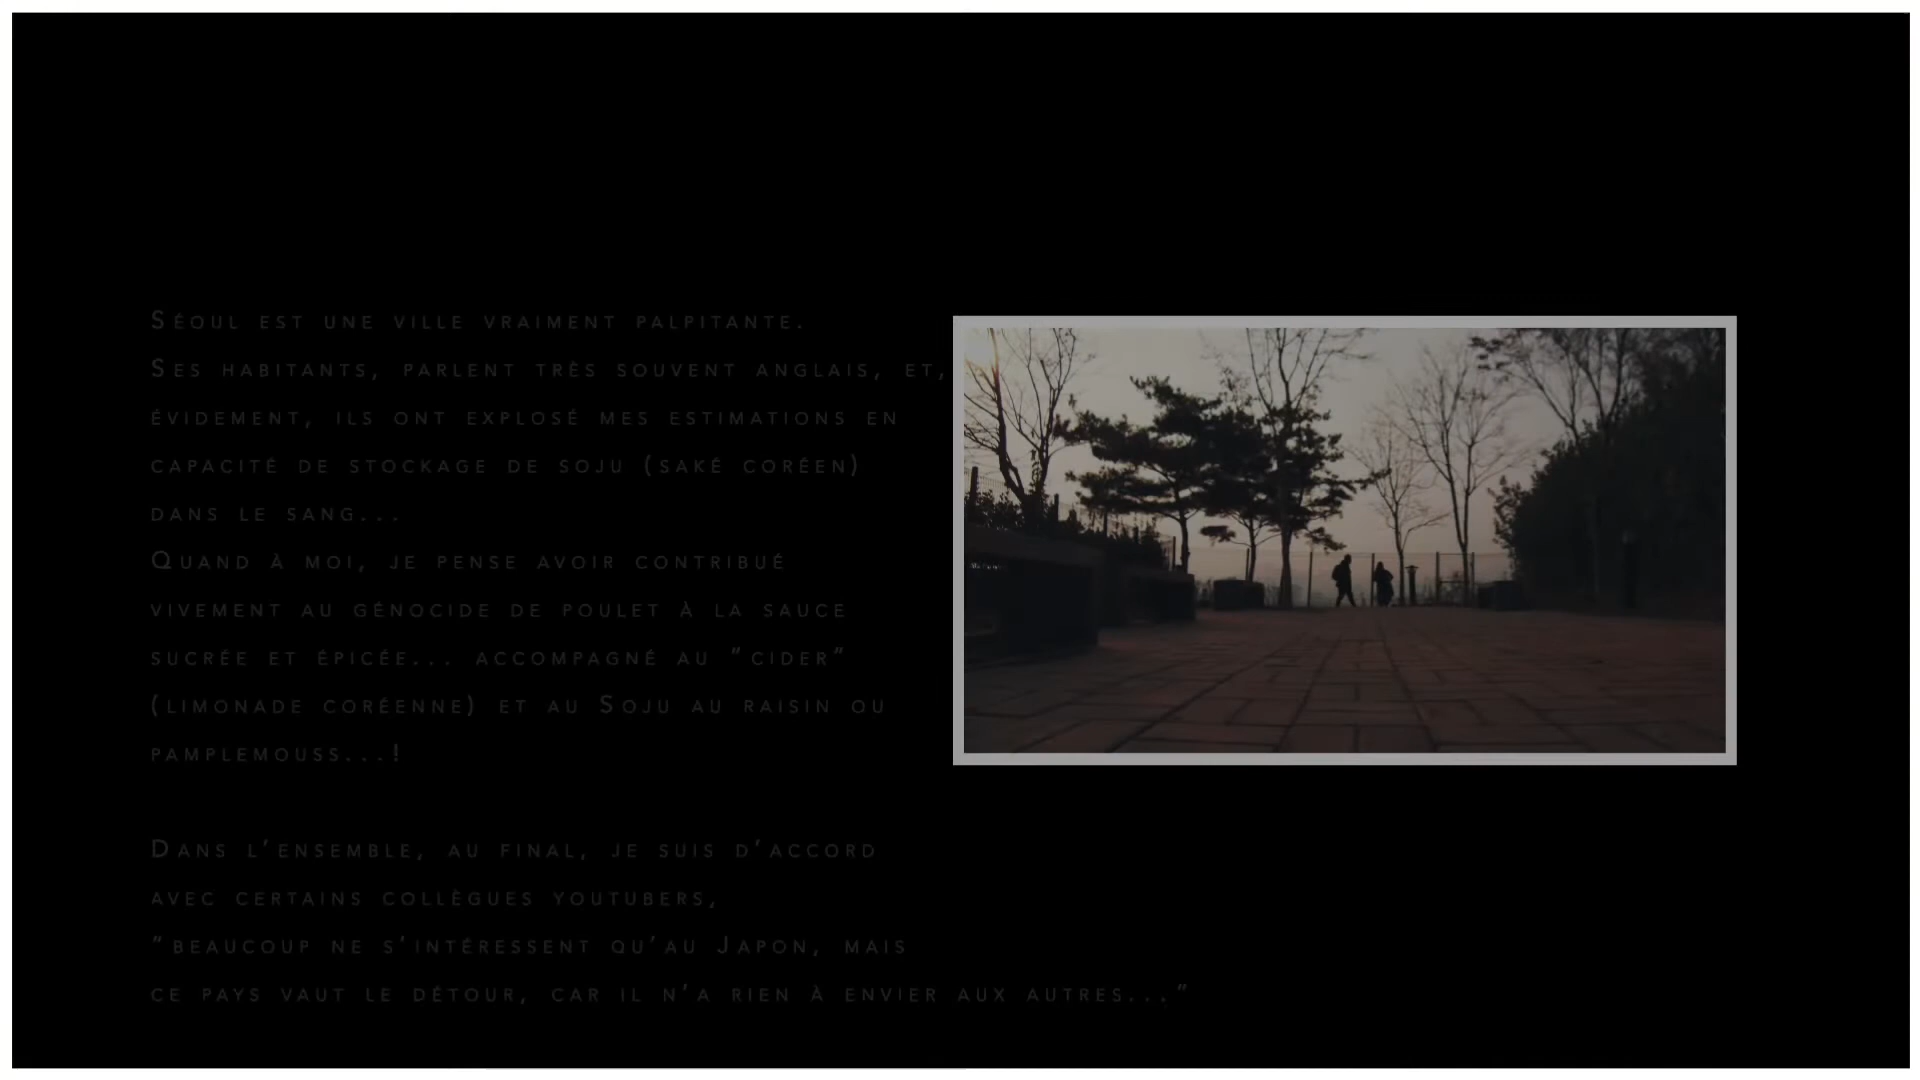 Séoul est une ville vraiment palpitante.
Ses habitants, parlent très souvent anglais, et,
évidement, ils ont explosé mes estimations en
capacité de stockage de soju (saké coréen)
dans le sang...
Quand à moi, je pense avoir contribué
vivement au génocide de poulet à la sauce
sucrée et épicée... accompagné au "cider"
(limonade coréenne) et au Soju au raisin ou
pamplemouss...!
Dans l'ensemble, au final, je suis d'accord
avec certains collègues youtubers,
"beaucoup ne s'intéressent qu'au Japon, mais
ce pays vaut le détour, car il n'a rien à envier aux autres..."